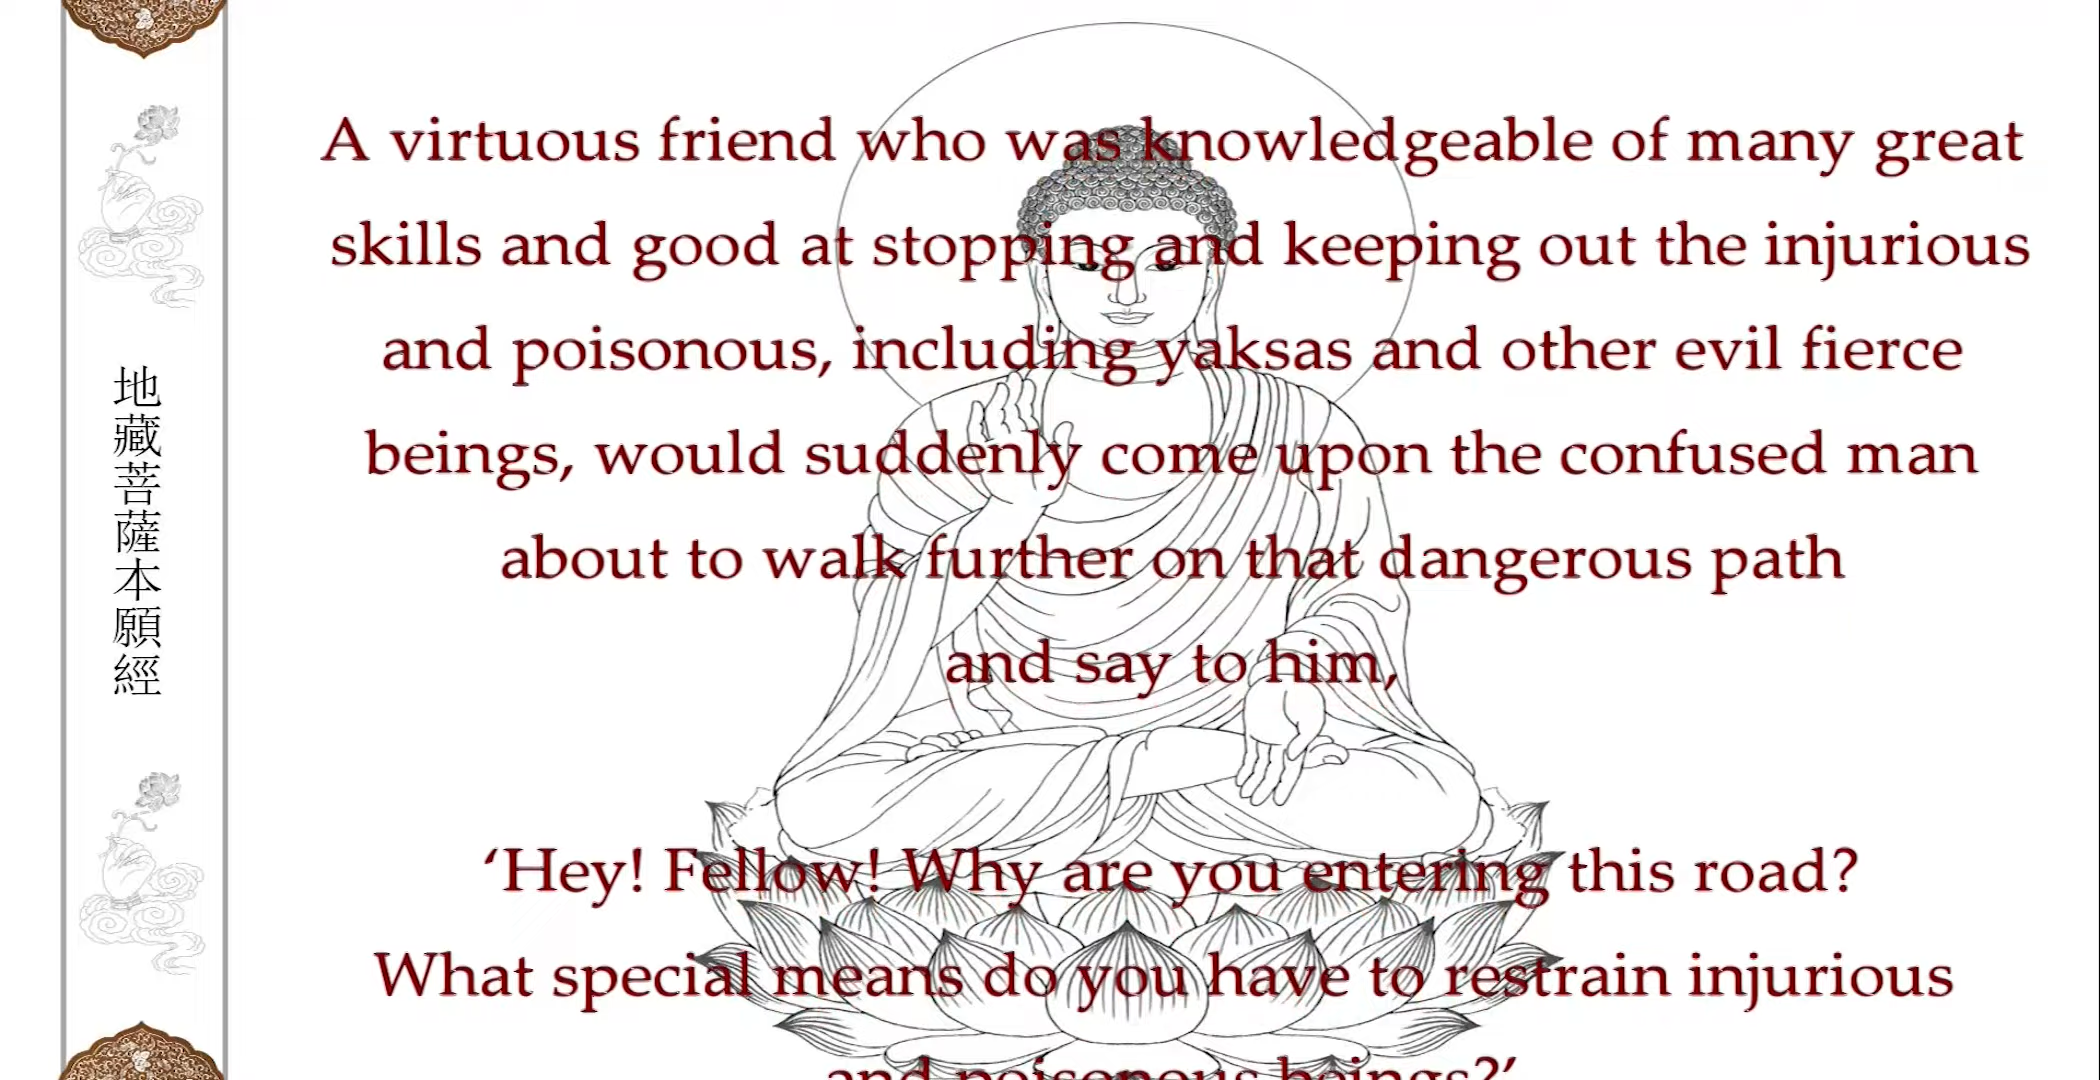 地藏菩薩本願經
A virtuous friend who was knowledgeable of many great
skills and good at stopping and keeping out the injurious
and poisonous, including yaksas and other evil fierce
beings, would suddenly come upon the confused man
about to walk further on that dangerous path
and say to him,
‘Hey! Fellow! Why are you entering this road?
What special means do you have to restrain injurious
and poisonous beings?’